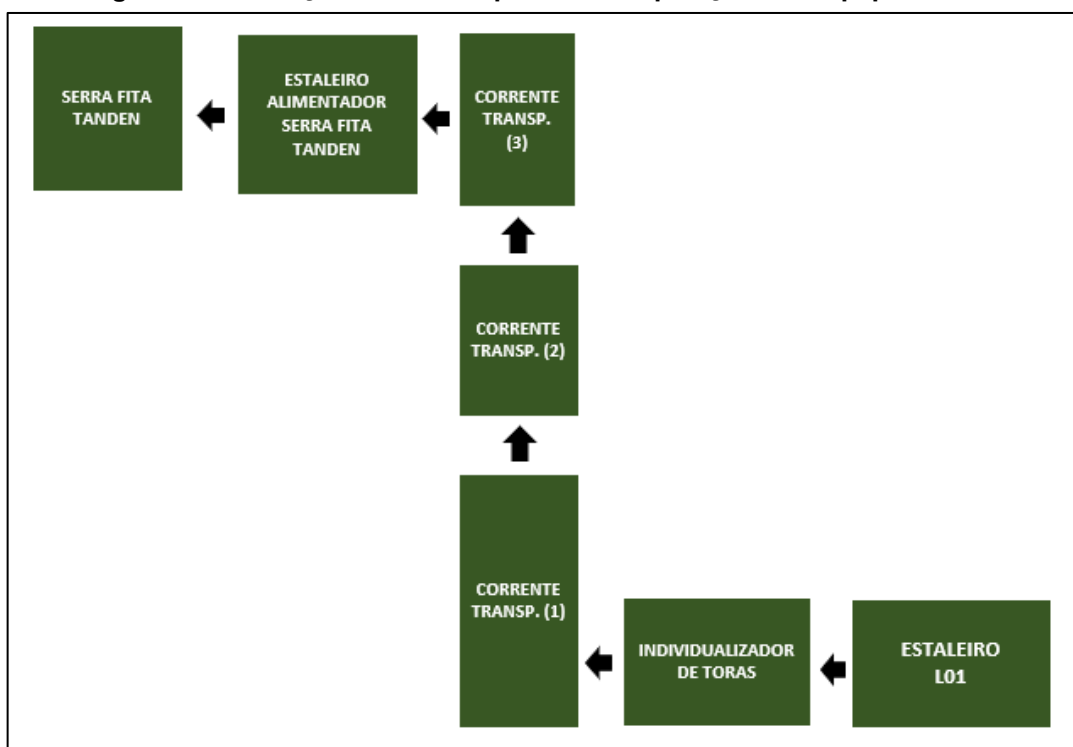 SERRA FITA
TANDEN
ESTALEIRO
ALIMENTADOR
SERRA FITA
TANDEN
CORRENTE
TRANSP.
(3)
CORRENTE
TRANSP. (2)
CORRENTE
TRANSP. (1)
INDIVIDUALIZADOR
DE TORAS
ESTALEIRO
L01